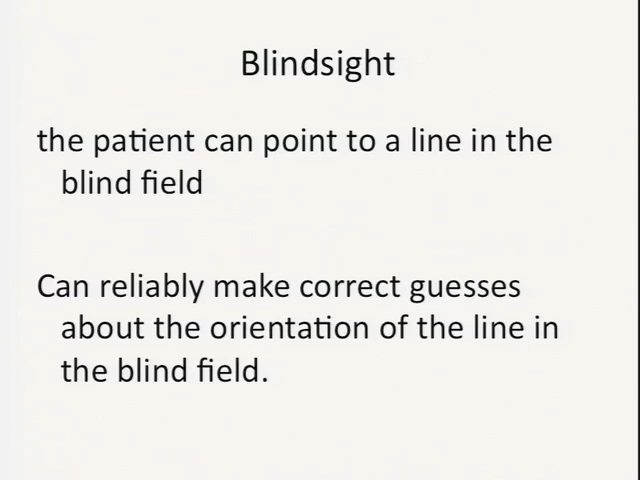 Blindsight
the patient can point to a line in the
blind field
Can reliably make correct guesses
about the orientation of the line in
the blind field.